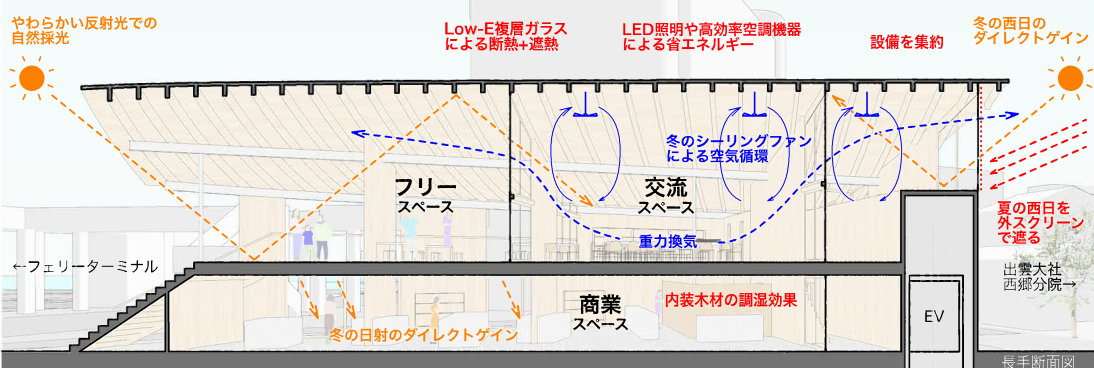 やわらかい反射光での
自然採光
Low-E複層ガラス
による断熱+遮熱
LED照明や高効率空調機器
による省エネルギー
設備を集約
冬の西日の
ダイレクトゲイン
冬のシーリングファン
による空気循環
フリー
スペース
交流
スペース
重力換気
夏の西日を
外スクリーン
で遮る
←フェリーターミナル
出雲大社
西郷分院→
商業
スペース
内装木材の調湿効果
冬の日射のダイレクトゲイン
EV
長手断面図